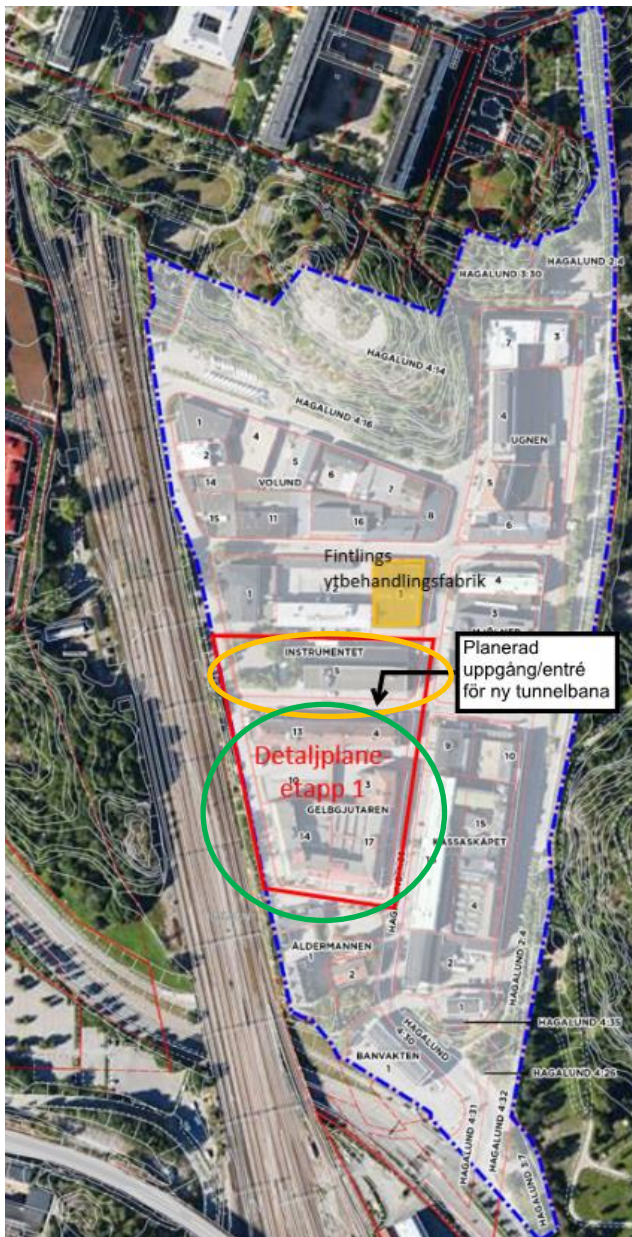 HAGALUND 2:4
HAGALUND 3:30
7
3
HAGALUND 4:14
4
HAGALUND 4:16
UGNEN
1
4
2
5
6
VOLUND
7
5
14
15
11
16
8
6
Fintlings
ytbehandlingsfabrik
1
2
1
4
3
INSTRUMENTET
5
Planerad
uppgång/entré
för ny tunnelbana
13
4
9
10
Detaljplane-
etapp 1
10
3
GELBGJUTAREN
15
14
17
KASSASKÅPET
4
ÅLDERMANNEN
1
2
2
HAGALUND 2:4
1
HAGALUND 4:35
HAGALUND
4:30
BANVAKTEN
1
HAGALUND 4:26
HAGALUND 4:31
HAGALUND 4:32
HAGALUND 3:7